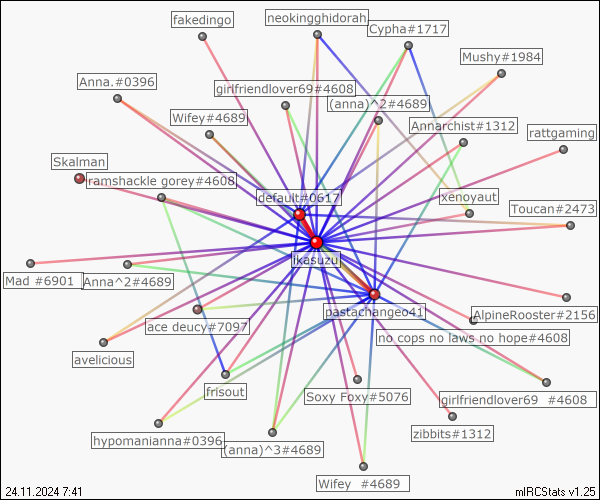 fakedingo
neokingghidorah
Cypha#1717
Mushy#1984
Anna.#0396
girlfriendlover69#4608
(anna)^2#4689
Wifey#4689
Annarchist#1312
rattgaming
Skalman
ramshackle gorey#4608
default#0617
xenoyaut
Toucan#2473
ikasuzu
Mad #6901
Anna^2#4689
pastachangeo41
AlpineRooster#2156
ace deucy#7097
no cops no laws no hope#4608
avelicious
frisout
Soxy Foxy#5076
girlfriendlover69 #4608
hypomanianna#0396
(anna)^3#4689
zibbits#1312
Wifey #4689
24.11.2024 7:41
mIRCStats v1.25